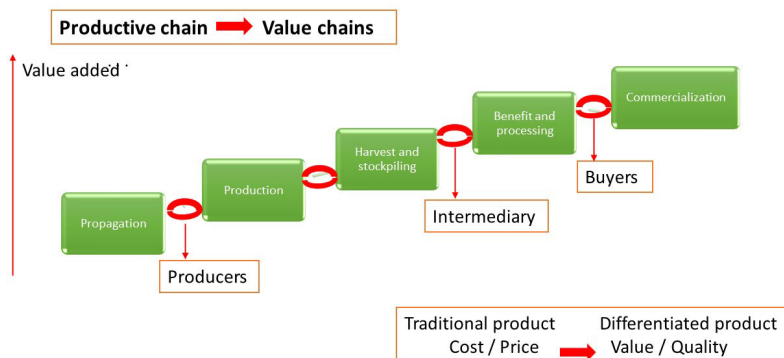 Productive chain Value chains
Value added
Commercialization
Benefit and
processing
Harvest and
stockpiling
Production
Propagation
Buyers
Intermediary
Producers
Traditional product Differentiated product
Cost / Price Value / Quality